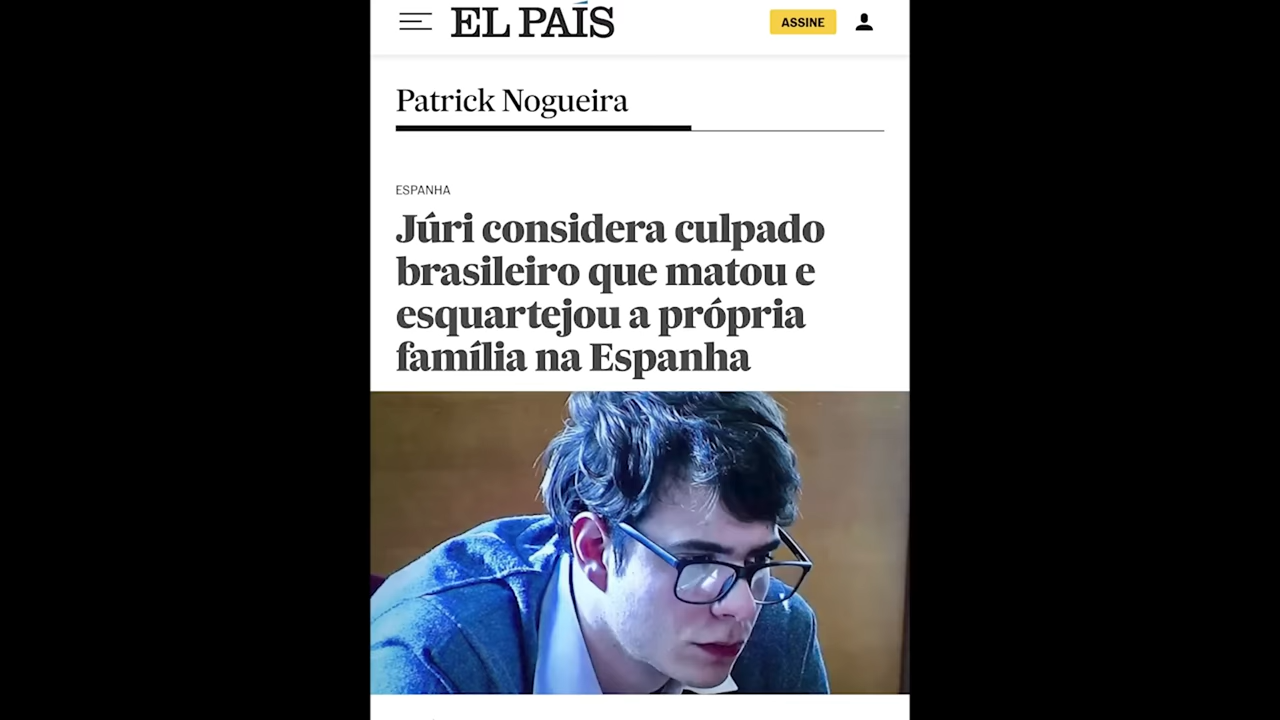 EL PAÍS
ASSINE
Patrick Nogueira
ESPANHA
Júri considera culpado
brasileiro que matou e
esquartejou a própria
família na Espanha